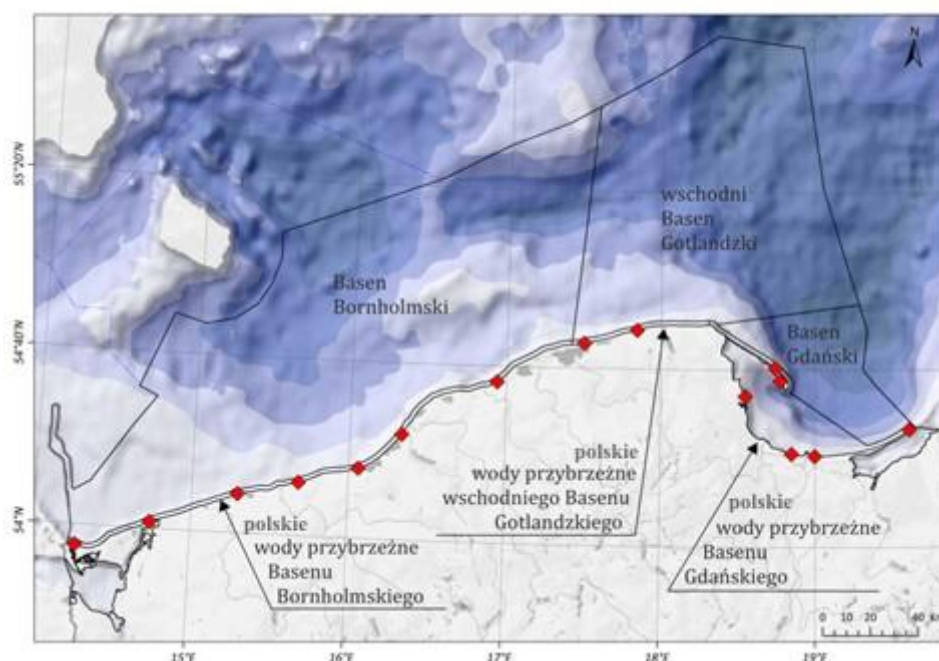 N
55°20'N
54°40'N
54°N
wschodni
Basen
Gotlandzki
Basen
Bornholmski
Basen
Gdański
polskie
wody przybrzeżne
wschodniego Basenu
Gotlandzkiego
polskie
wody przybrzeżne
Basenu
Bornholmskiego
polskie
wody przybrzeżne
Basenu
Gdańskiego
0 10 20 40 Km
15°E
16°E
17°E
18°E
19°E